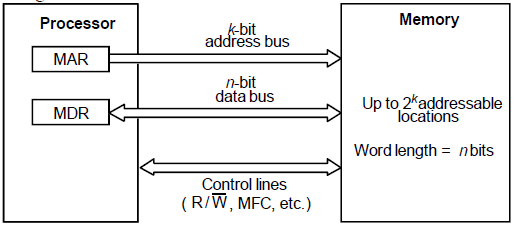 Processor
Memory
MAR
k-bit
address bus
MDR
n-bit
data bus
Up to 2ᵏ addressable
locations
Word length = n bits
Control lines
( R / W̅ , MFC, etc.)